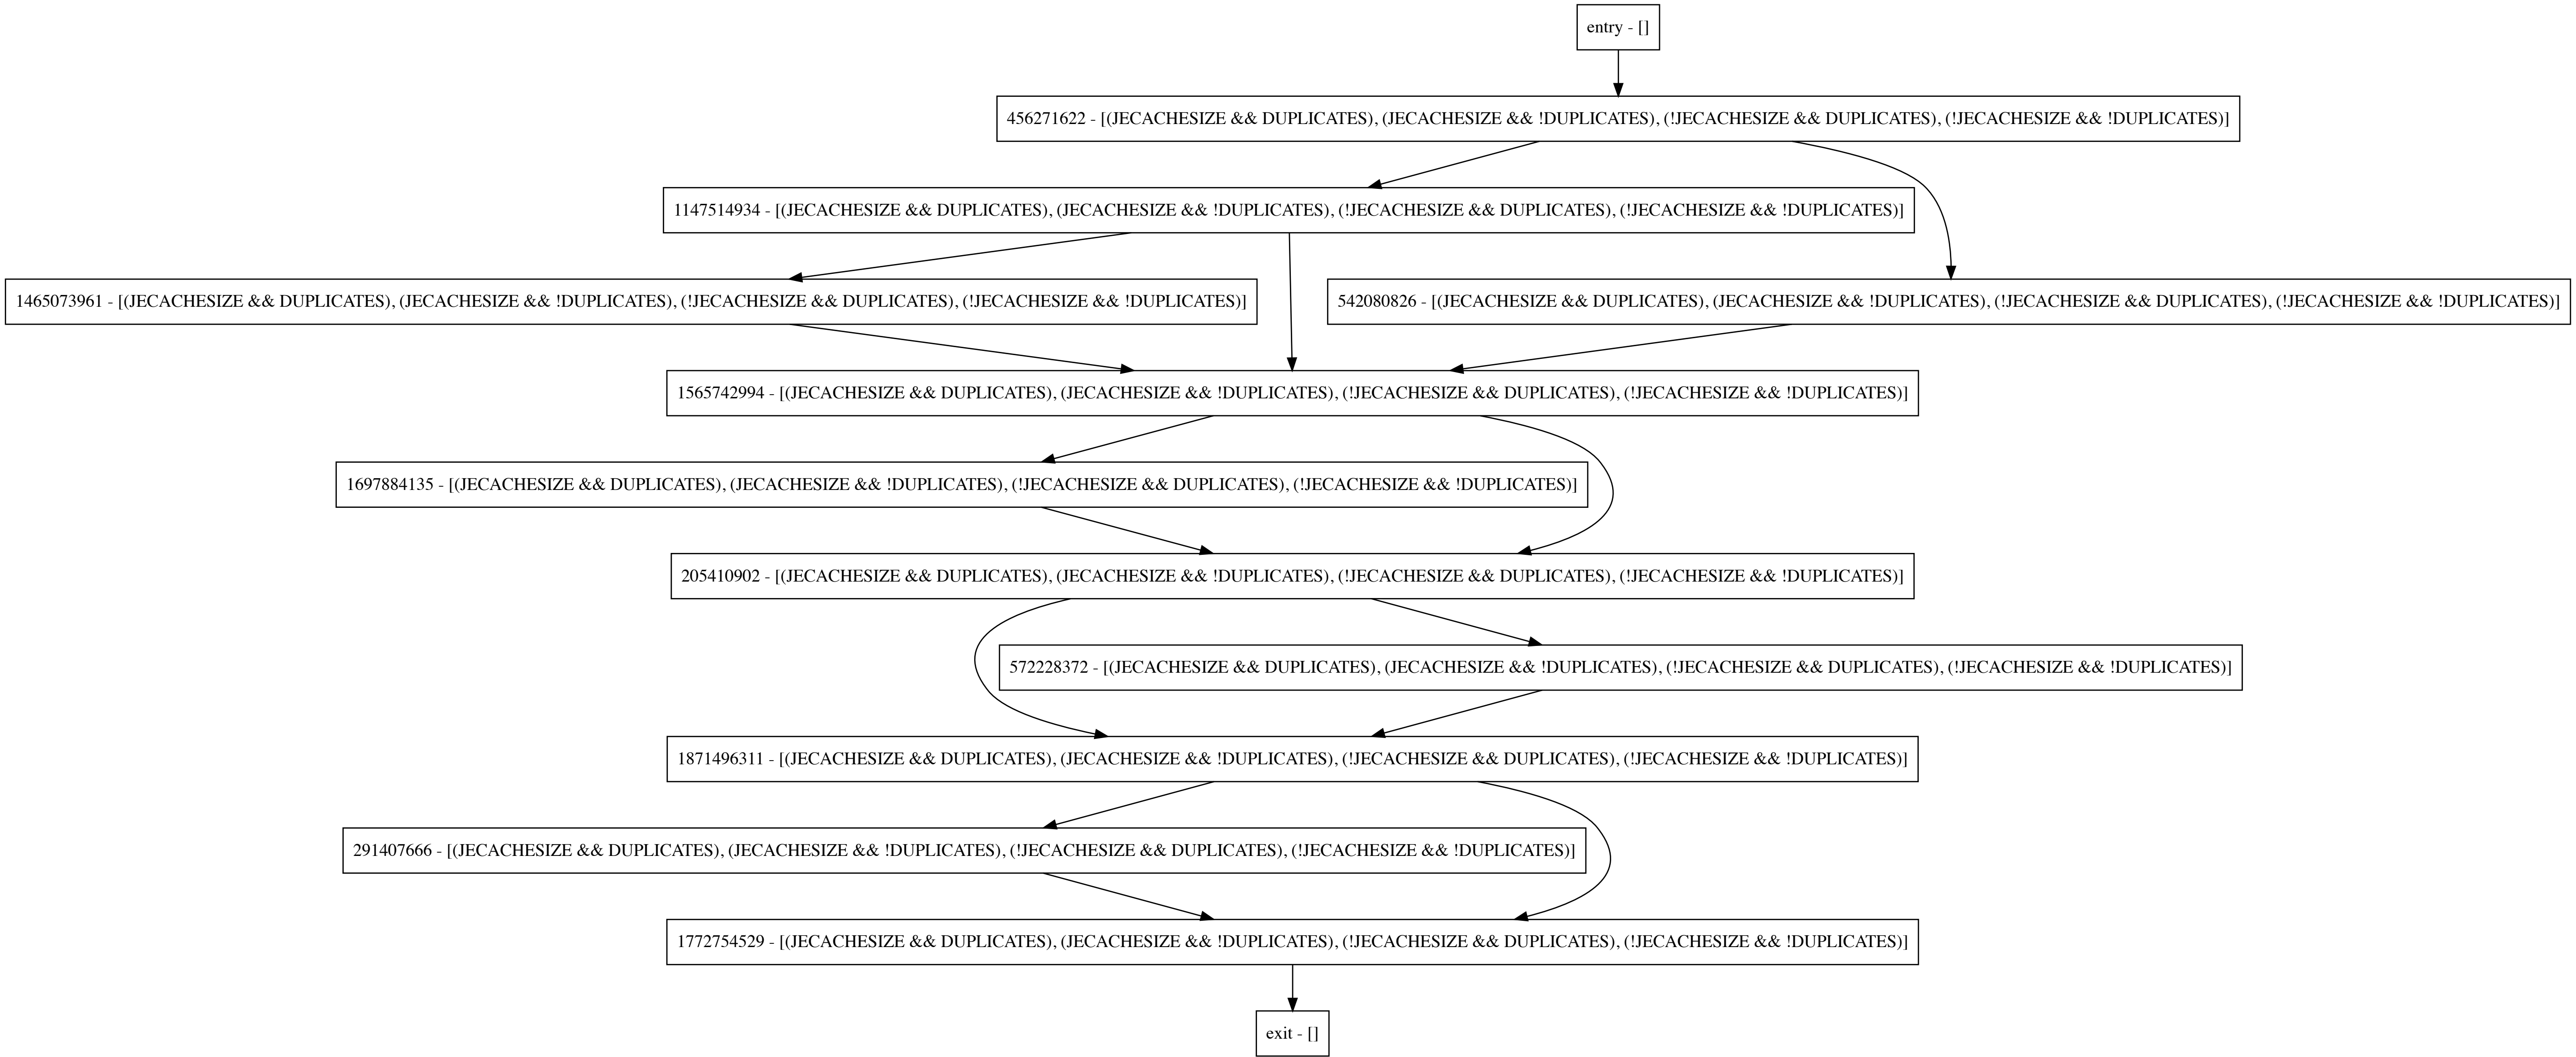 entry - []
456271622 - [(JECACHESIZE && DUPLICATES), (JECACHESIZE && !DUPLICATES), (!JECACHESIZE && DUPLICATES), (!JECACHESIZE && !DUPLICATES)]
1147514934 - [(JECACHESIZE && DUPLICATES), (JECACHESIZE && !DUPLICATES), (!JECACHESIZE && DUPLICATES), (!JECACHESIZE && !DUPLICATES)]
1465073961 - [(JECACHESIZE && DUPLICATES), (JECACHESIZE && !DUPLICATES), (!JECACHESIZE && DUPLICATES), (!JECACHESIZE && !DUPLICATES)]
542080826 - [(JECACHESIZE && DUPLICATES), (JECACHESIZE && !DUPLICATES), (!JECACHESIZE && DUPLICATES), (!JECACHESIZE && !DUPLICATES)]
1565742994 - [(JECACHESIZE && DUPLICATES), (JECACHESIZE && !DUPLICATES), (!JECACHESIZE && DUPLICATES), (!JECACHESIZE && !DUPLICATES)]
1697884135 - [(JECACHESIZE && DUPLICATES), (JECACHESIZE && !DUPLICATES), (!JECACHESIZE && DUPLICATES), (!JECACHESIZE && !DUPLICATES)]
205410902 - [(JECACHESIZE && DUPLICATES), (JECACHESIZE && !DUPLICATES), (!JECACHESIZE && DUPLICATES), (!JECACHESIZE && !DUPLICATES)]
572228372 - [(JECACHESIZE && DUPLICATES), (JECACHESIZE && !DUPLICATES), (!JECACHESIZE && DUPLICATES), (!JECACHESIZE && !DUPLICATES)]
1871496311 - [(JECACHESIZE && DUPLICATES), (JECACHESIZE && !DUPLICATES), (!JECACHESIZE && DUPLICATES), (!JECACHESIZE && !DUPLICATES)]
291407666 - [(JECACHESIZE && DUPLICATES), (JECACHESIZE && !DUPLICATES), (!JECACHESIZE && DUPLICATES), (!JECACHESIZE && !DUPLICATES)]
1772754529 - [(JECACHESIZE && DUPLICATES), (JECACHESIZE && !DUPLICATES), (!JECACHESIZE && DUPLICATES), (!JECACHESIZE && !DUPLICATES)]
exit - []